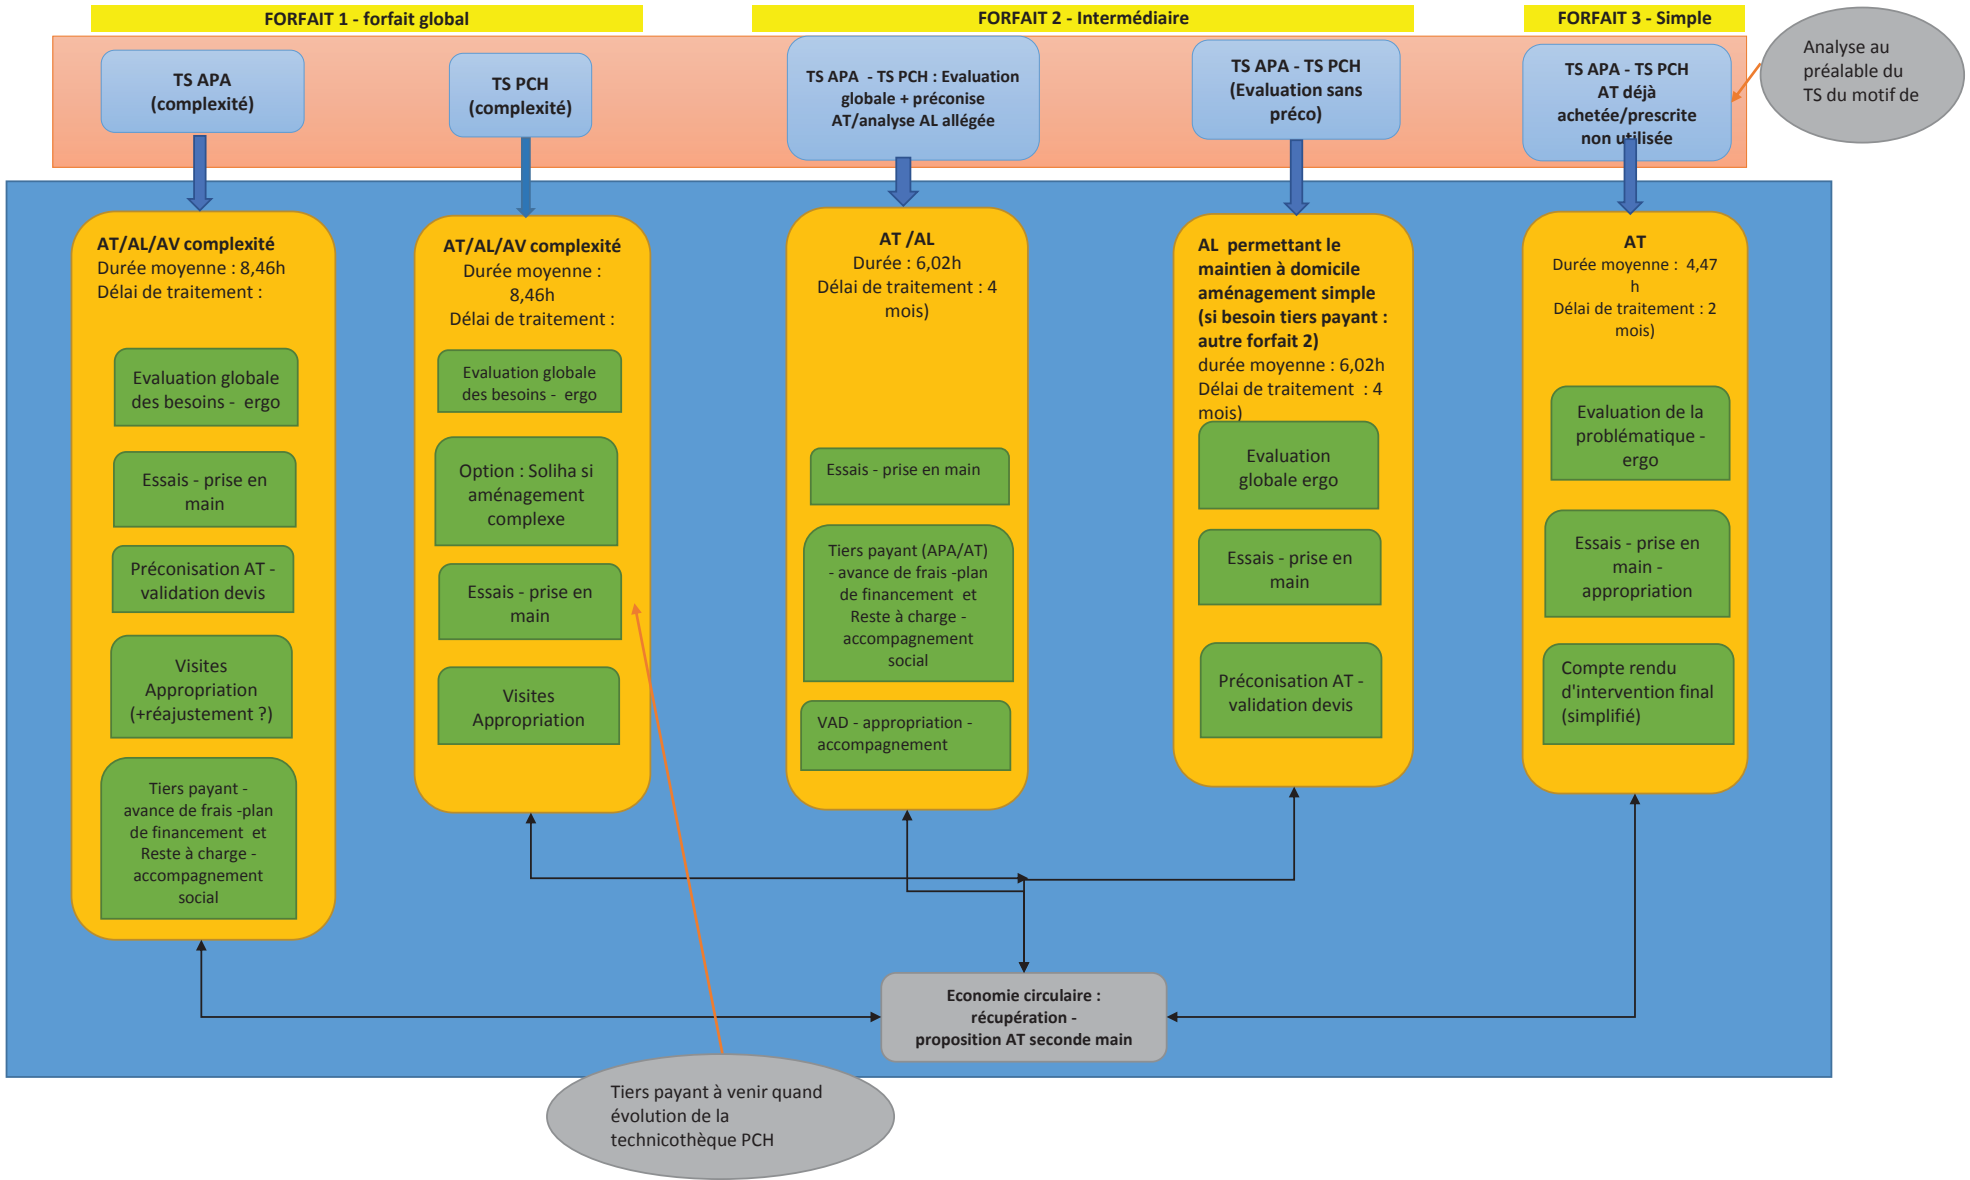 FORFAIT 1 - forfait global
FORFAIT 2 - Intermédiaire
FORFAIT 3 - Simple
TS APA
(complexité)
TS PCH
(complexité)
TS APA  - TS PCH : Evaluation
globale + préconise
AT/analyse AL allégée
TS APA - TS PCH
(Evaluation sans
préco)
TS APA - TS PCH
AT déjà
achetée/prescrite
non utilisée
Analyse au
préalable du
TS du motif de
AT/AL/AV complexité
Durée moyenne : 8,46h
Délai de traitement :
Evaluation globale
des besoins -  ergo
Essais - prise en
main
Préconisation AT -
validation devis
Visites
Appropriation
(+réajustement ?)
Tiers payant -
avance de frais -plan
de financement  et
Reste à charge -
accompagnement
social
AT/AL/AV complexité
Durée moyenne :
8,46h
Délai de traitement :
Evaluation globale
des besoins -  ergo
Option : Soliha si
aménagement
complexe
Essais - prise en
main
Visites
Appropriation
AT /AL
Durée : 6,02h
Délai de traitement : 4
mois)
Essais - prise en main
Tiers payant (APA/AT)
- avance de frais -plan
de financement  et
Reste à charge -
accompagnement
social
VAD - appropriation -
accompagnement
AL  permettant le
maintien à domicile
aménagement simple
(si besoin tiers payant :
autre forfait 2)
durée moyenne : 6,02h
Délai de traitement  : 4
mois)
Evaluation
globale ergo
Essais - prise en
main
Préconisation AT -
validation devis
AT
Durée moyenne :  4,47
h
Délai de traitement : 2
mois)
Evaluation de la
problématique -
ergo
Essais - prise en
main -
appropriation
Compte rendu
d'intervention final
(simplifié)
Economie circulaire :
récupération -
proposition AT seconde main
Tiers payant à venir quand
évolution de la
technicothèque PCH